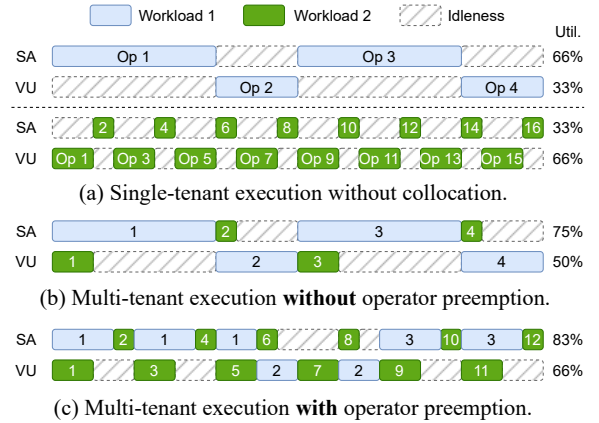 Workload 1 Workload 2 Idleness
Util.
SA Op 1 Op 3 66%
VU Op 2 Op 4 33%
SA 2 4 6 8 10 12 14 16 33%
VU Op 1 Op 3 Op 5 Op 7 Op 9 Op 11 Op 13 Op 15 66%
(a) Single-tenant execution without collocation.
SA 1 2 3 4 75%
VU 1 2 3 4 50%
(b) Multi-tenant execution without operator preemption.
SA 1 2 1 4 1 6 8 3 10 3 12 83%
VU 1 3 5 2 7 2 9 11 66%
(c) Multi-tenant execution with operator preemption.